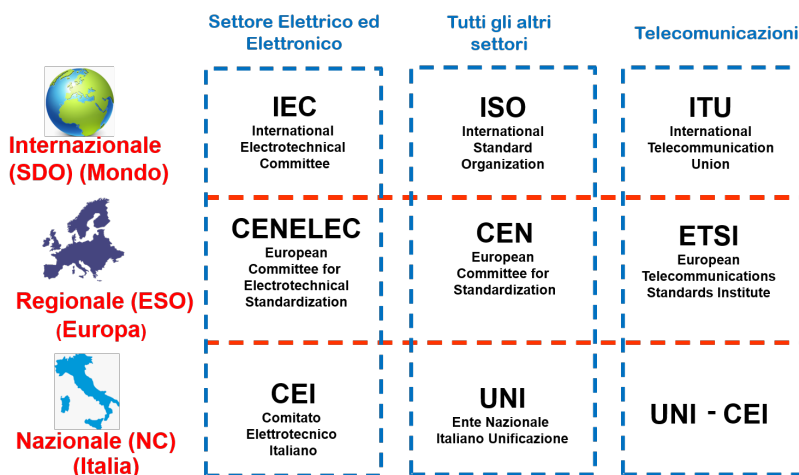 Settore Elettrico ed
Elettronico
Tutti gli altri
settori
Telecomunicazioni
Internazionale
(SDO) (Mondo)
IEC
International
Electrotechnical
Committee
ISO
International
Standard
Organization
ITU
International
Telecommunication
Union
Regionale (ESO)
(Europa)
CENELEC
European
Committee for
Electrotechnical
Standardization
CEN
European
Committee for
Standardization
ETSI
European
Telecommunications
Standards Institute
Nazionale (NC)
(Italia)
CEI
Comitato
Elettrotecnico
Italiano
UNI
Ente Nazionale
Italiano Unificazione
UNI - CEI